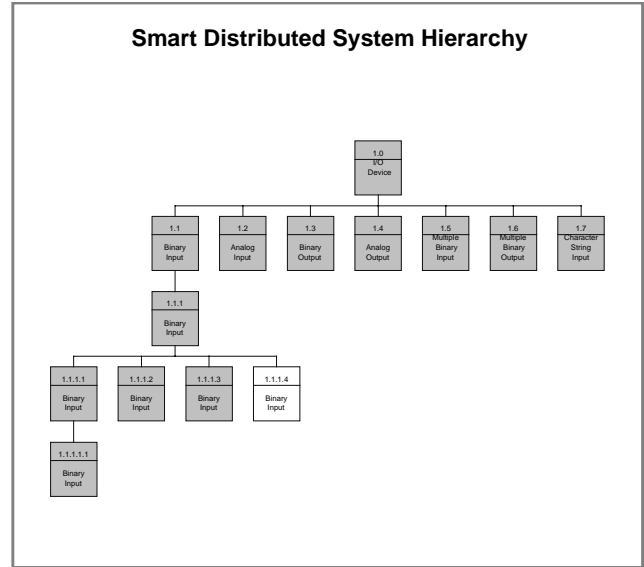 Smart Distributed System Hierarchy
1.0
I/O
Device
1.1
Binary
Input
1.2
Analog
Input
1.3
Binary
Output
1.4
Analog
Output
1.5
Multiple
Binary
Input
1.6
Multiple
Binary
Output
1.7
Character
String
Input
1.1.1
Binary
Input
1.1.1.1
Binary
Input
1.1.1.2
Binary
Input
1.1.1.3
Binary
Input
1.1.1.4
Binary
Input
1.1.1.1.1
Binary
Input